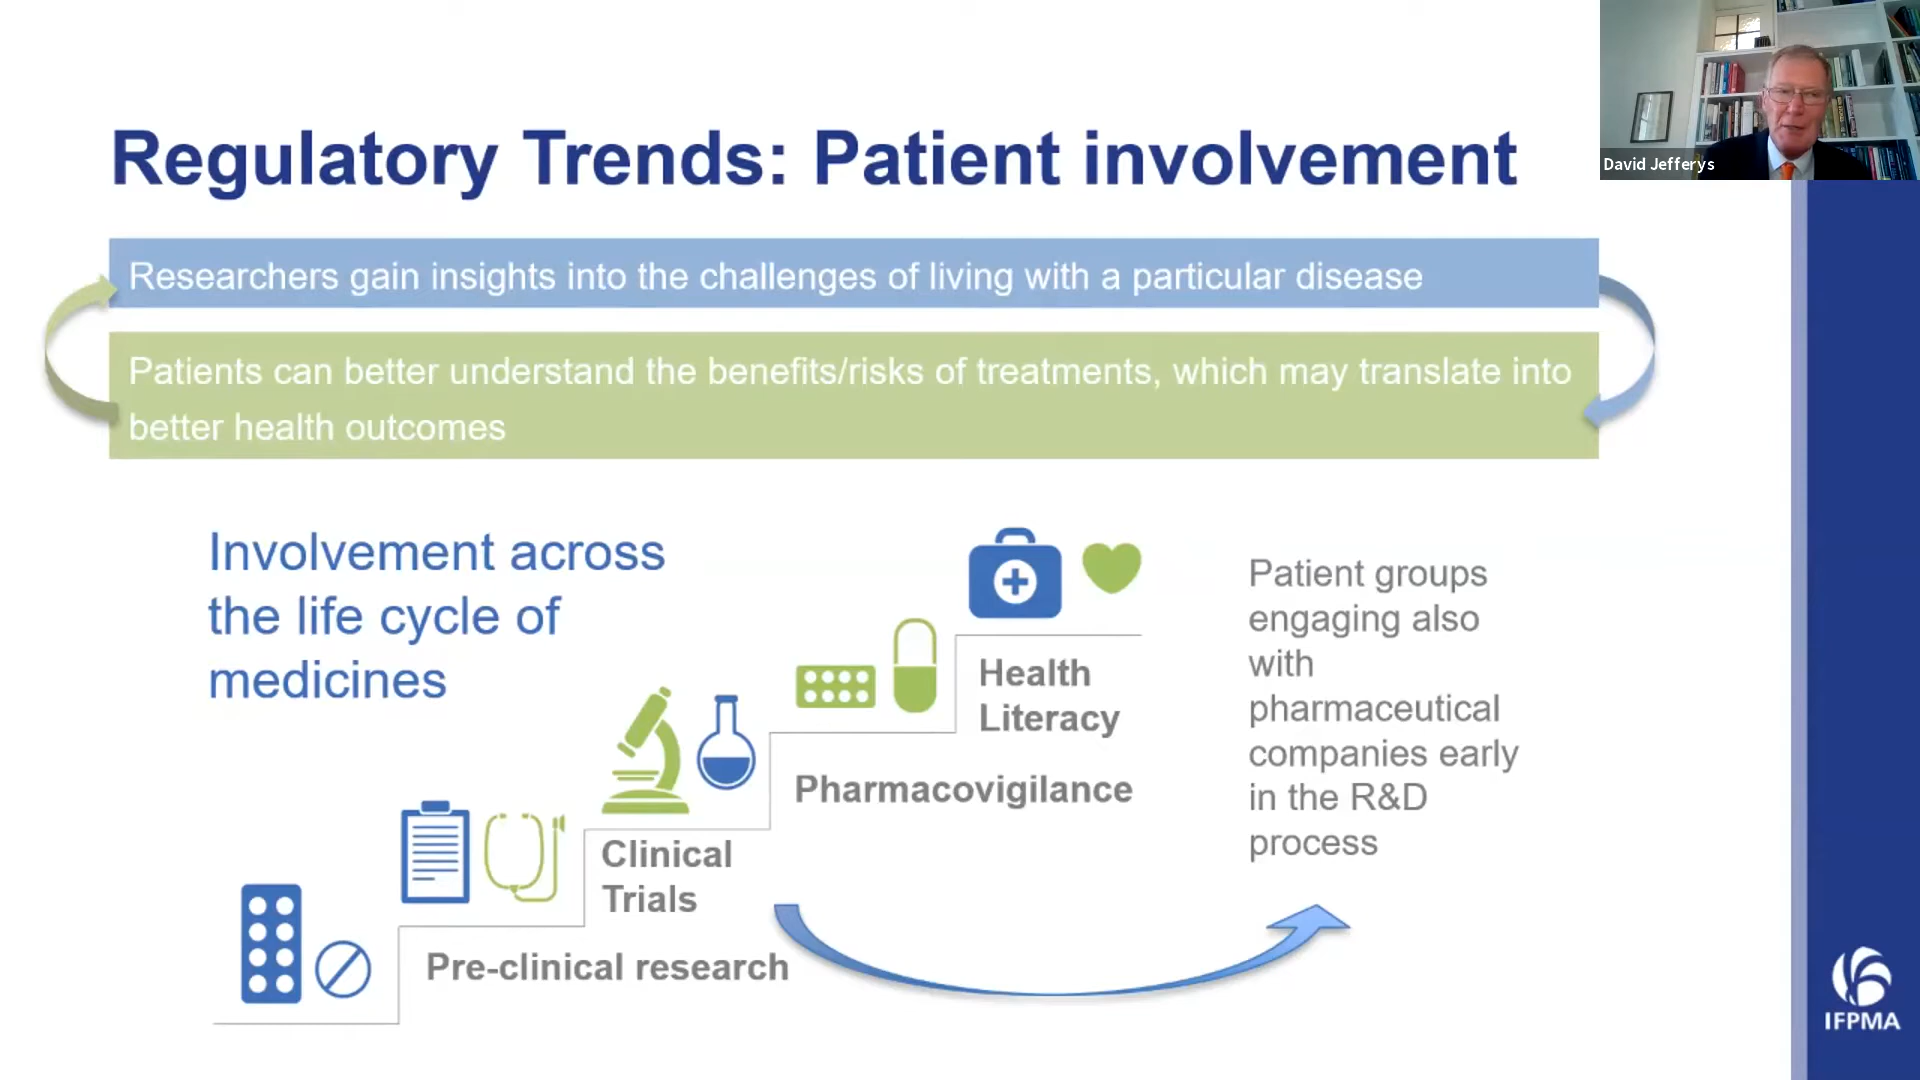 Regulatory Trends: Patient involvement
David Jefferys
Researchers gain insights into the challenges of living with a particular disease
Patients can better understand the benefits/risks of treatments, which may translate into
better health outcomes
Involvement across
the life cycle of
medicines
Health
Literacy
Pharmacovigilance
Clinical
Trials
Pre-clinical research
Patient groups
engaging also
with
pharmaceutical
companies early
in the R&D
process
IFPMA